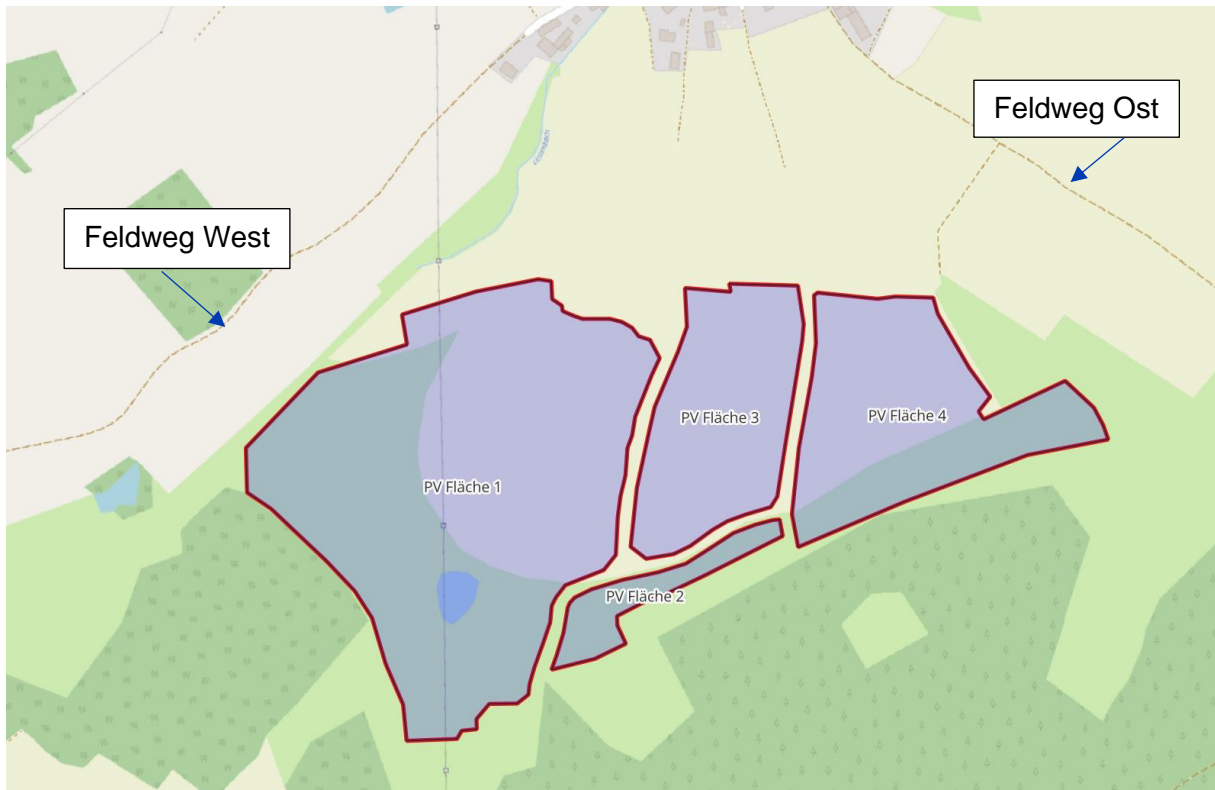 Feldweg Ost
Feldweg West
PV Fläche 3
PV Fläche 4
PV Fläche 1
PV Fläche 2